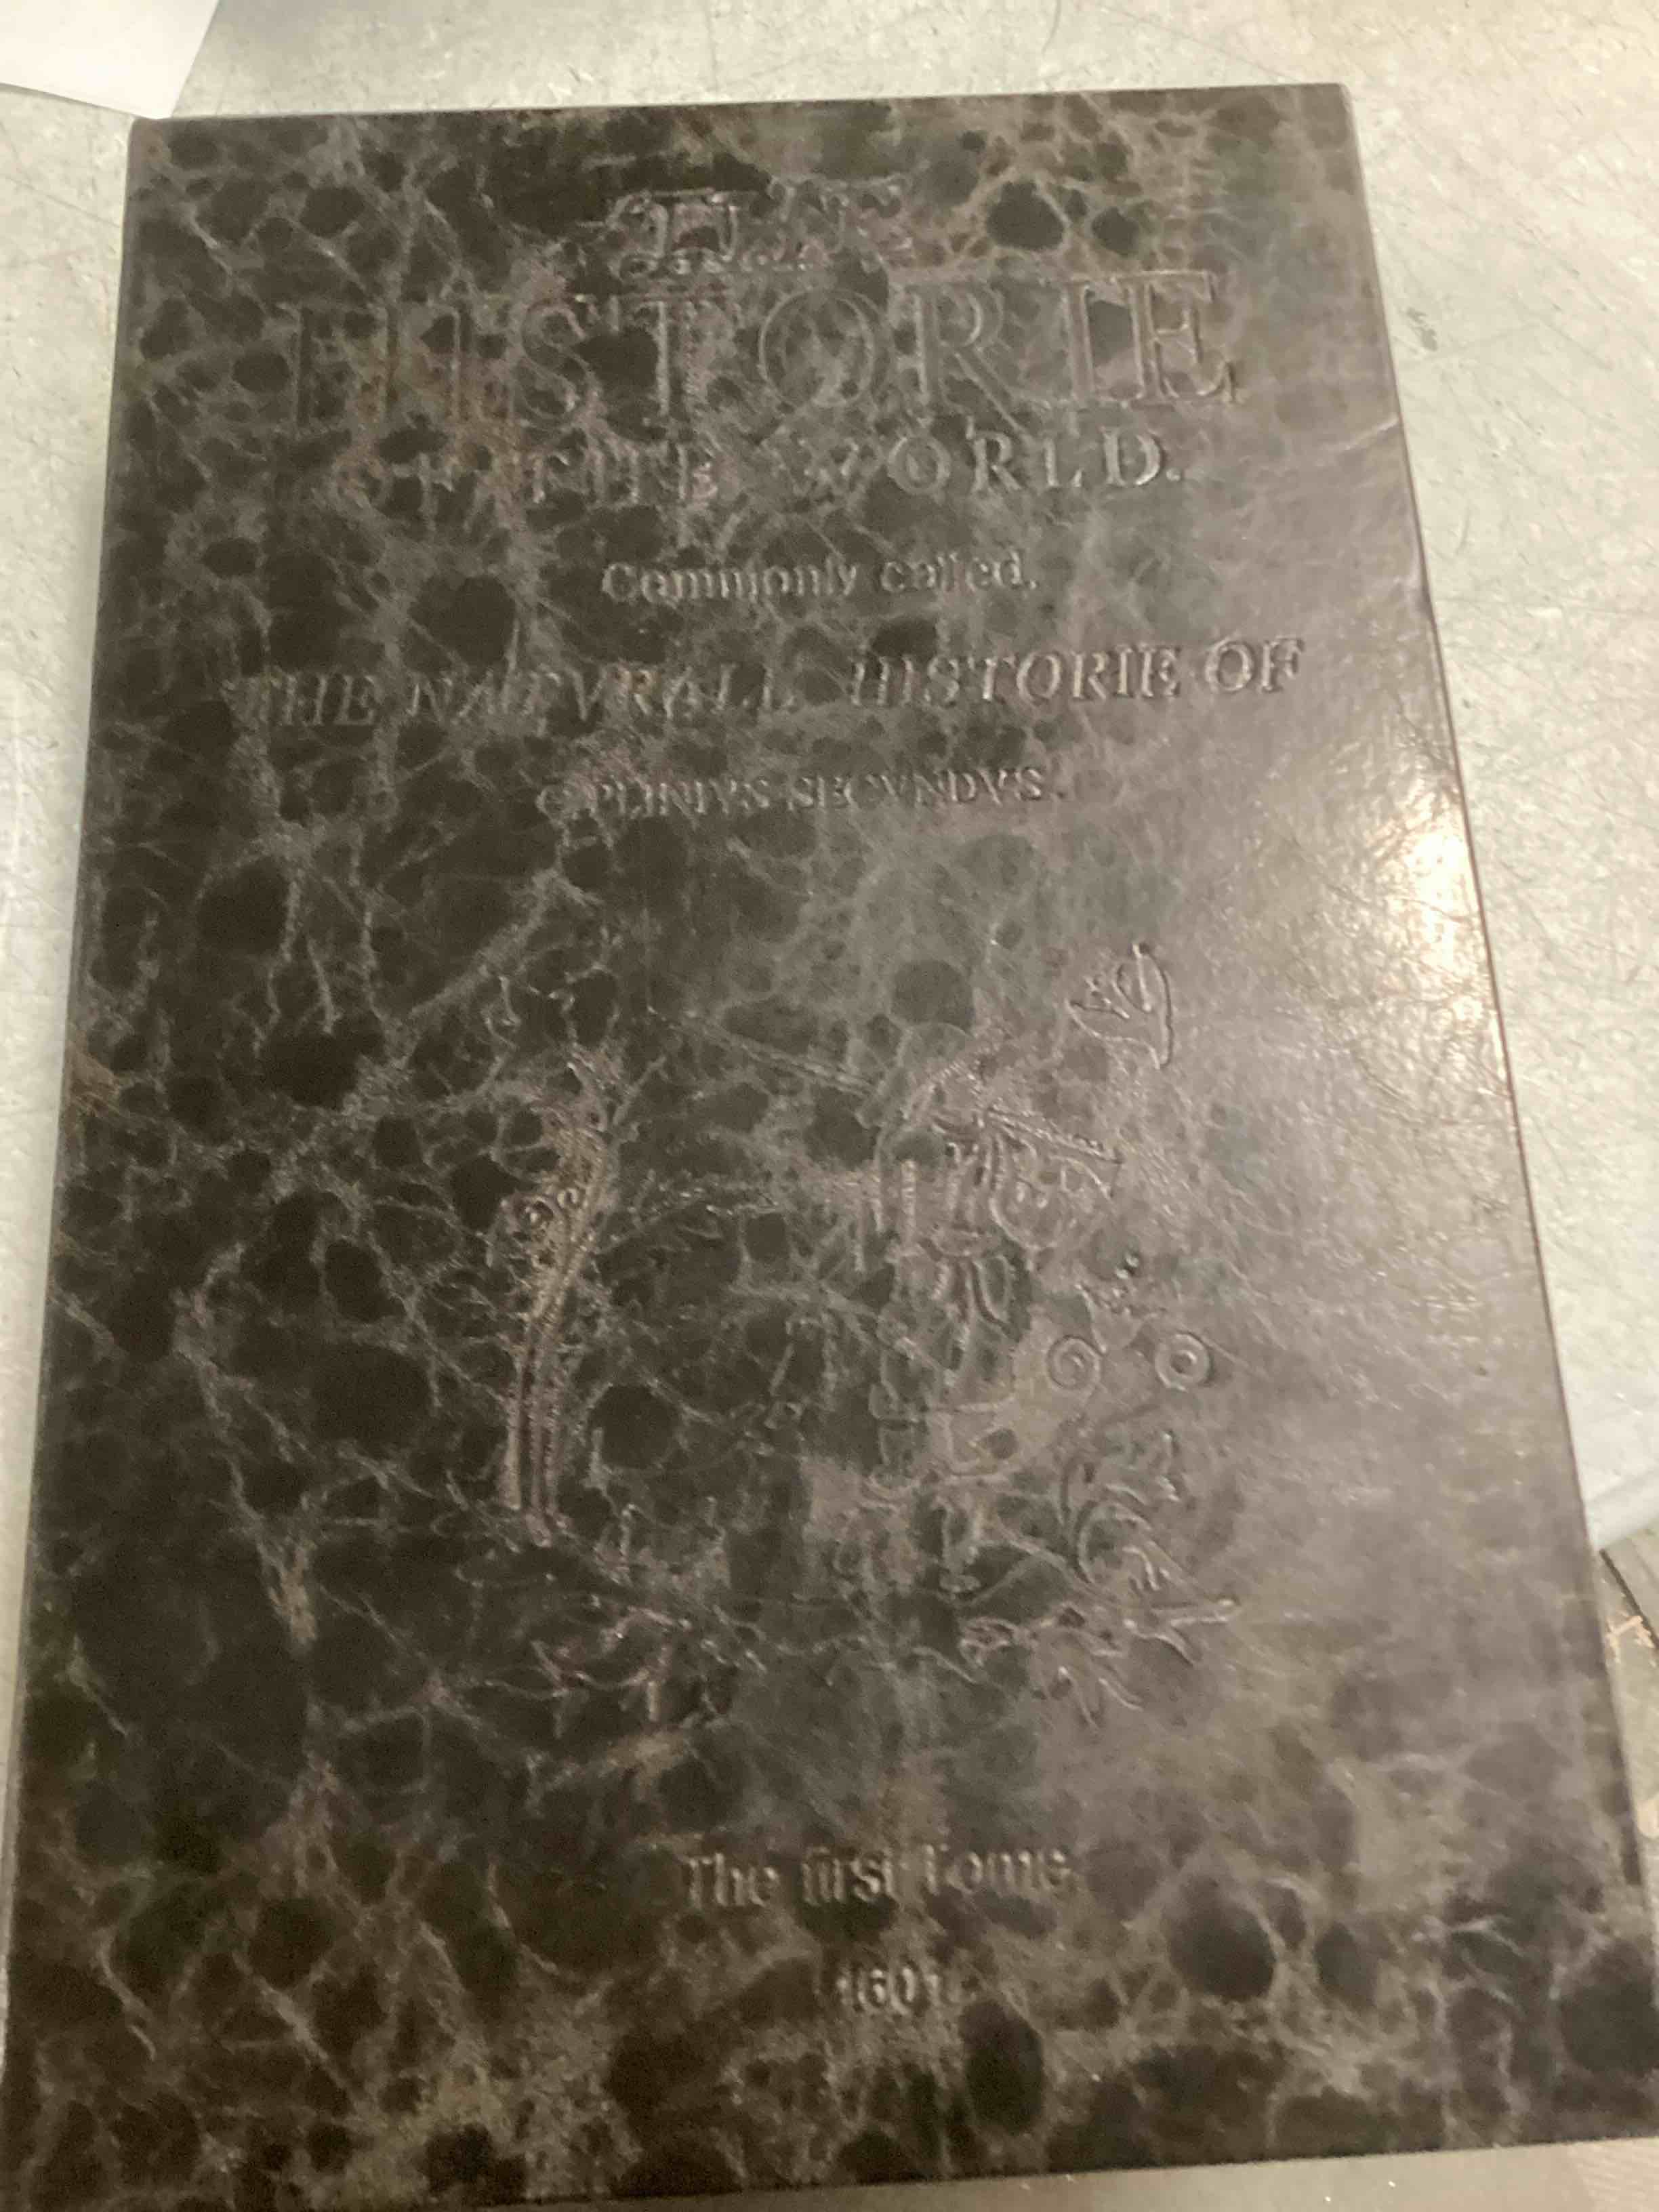 THE
HISTORIE
OF THE WORLD.
Commonly called,
THE NATVRALL HISTORIE OF
C. PLINIVS SECVNDVS.
The first Tome
1601